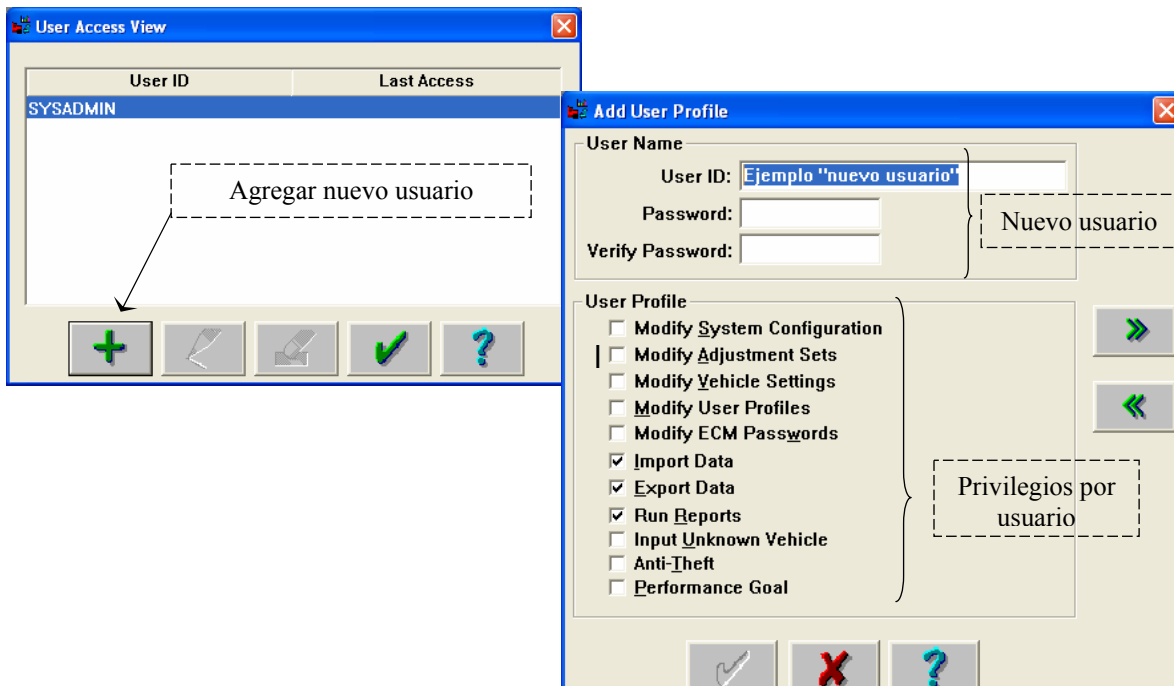 User Access View
User ID Last Access
SYSADMIN
Agregar nuevo usuario
Add User Profile
User Name
User ID: Ejemplo "nuevo usuario"
Password:
Verify Password:
Nuevo usuario
User Profile
Modify System Configuration
Modify Adjustment Sets
Modify Vehicle Settings
Modify User Profiles
Modify ECM Passwords
Import Data
Export Data
Run Reports
Input Unknown Vehicle
Anti-Theft
Performance Goal
Privilegios por
usuario